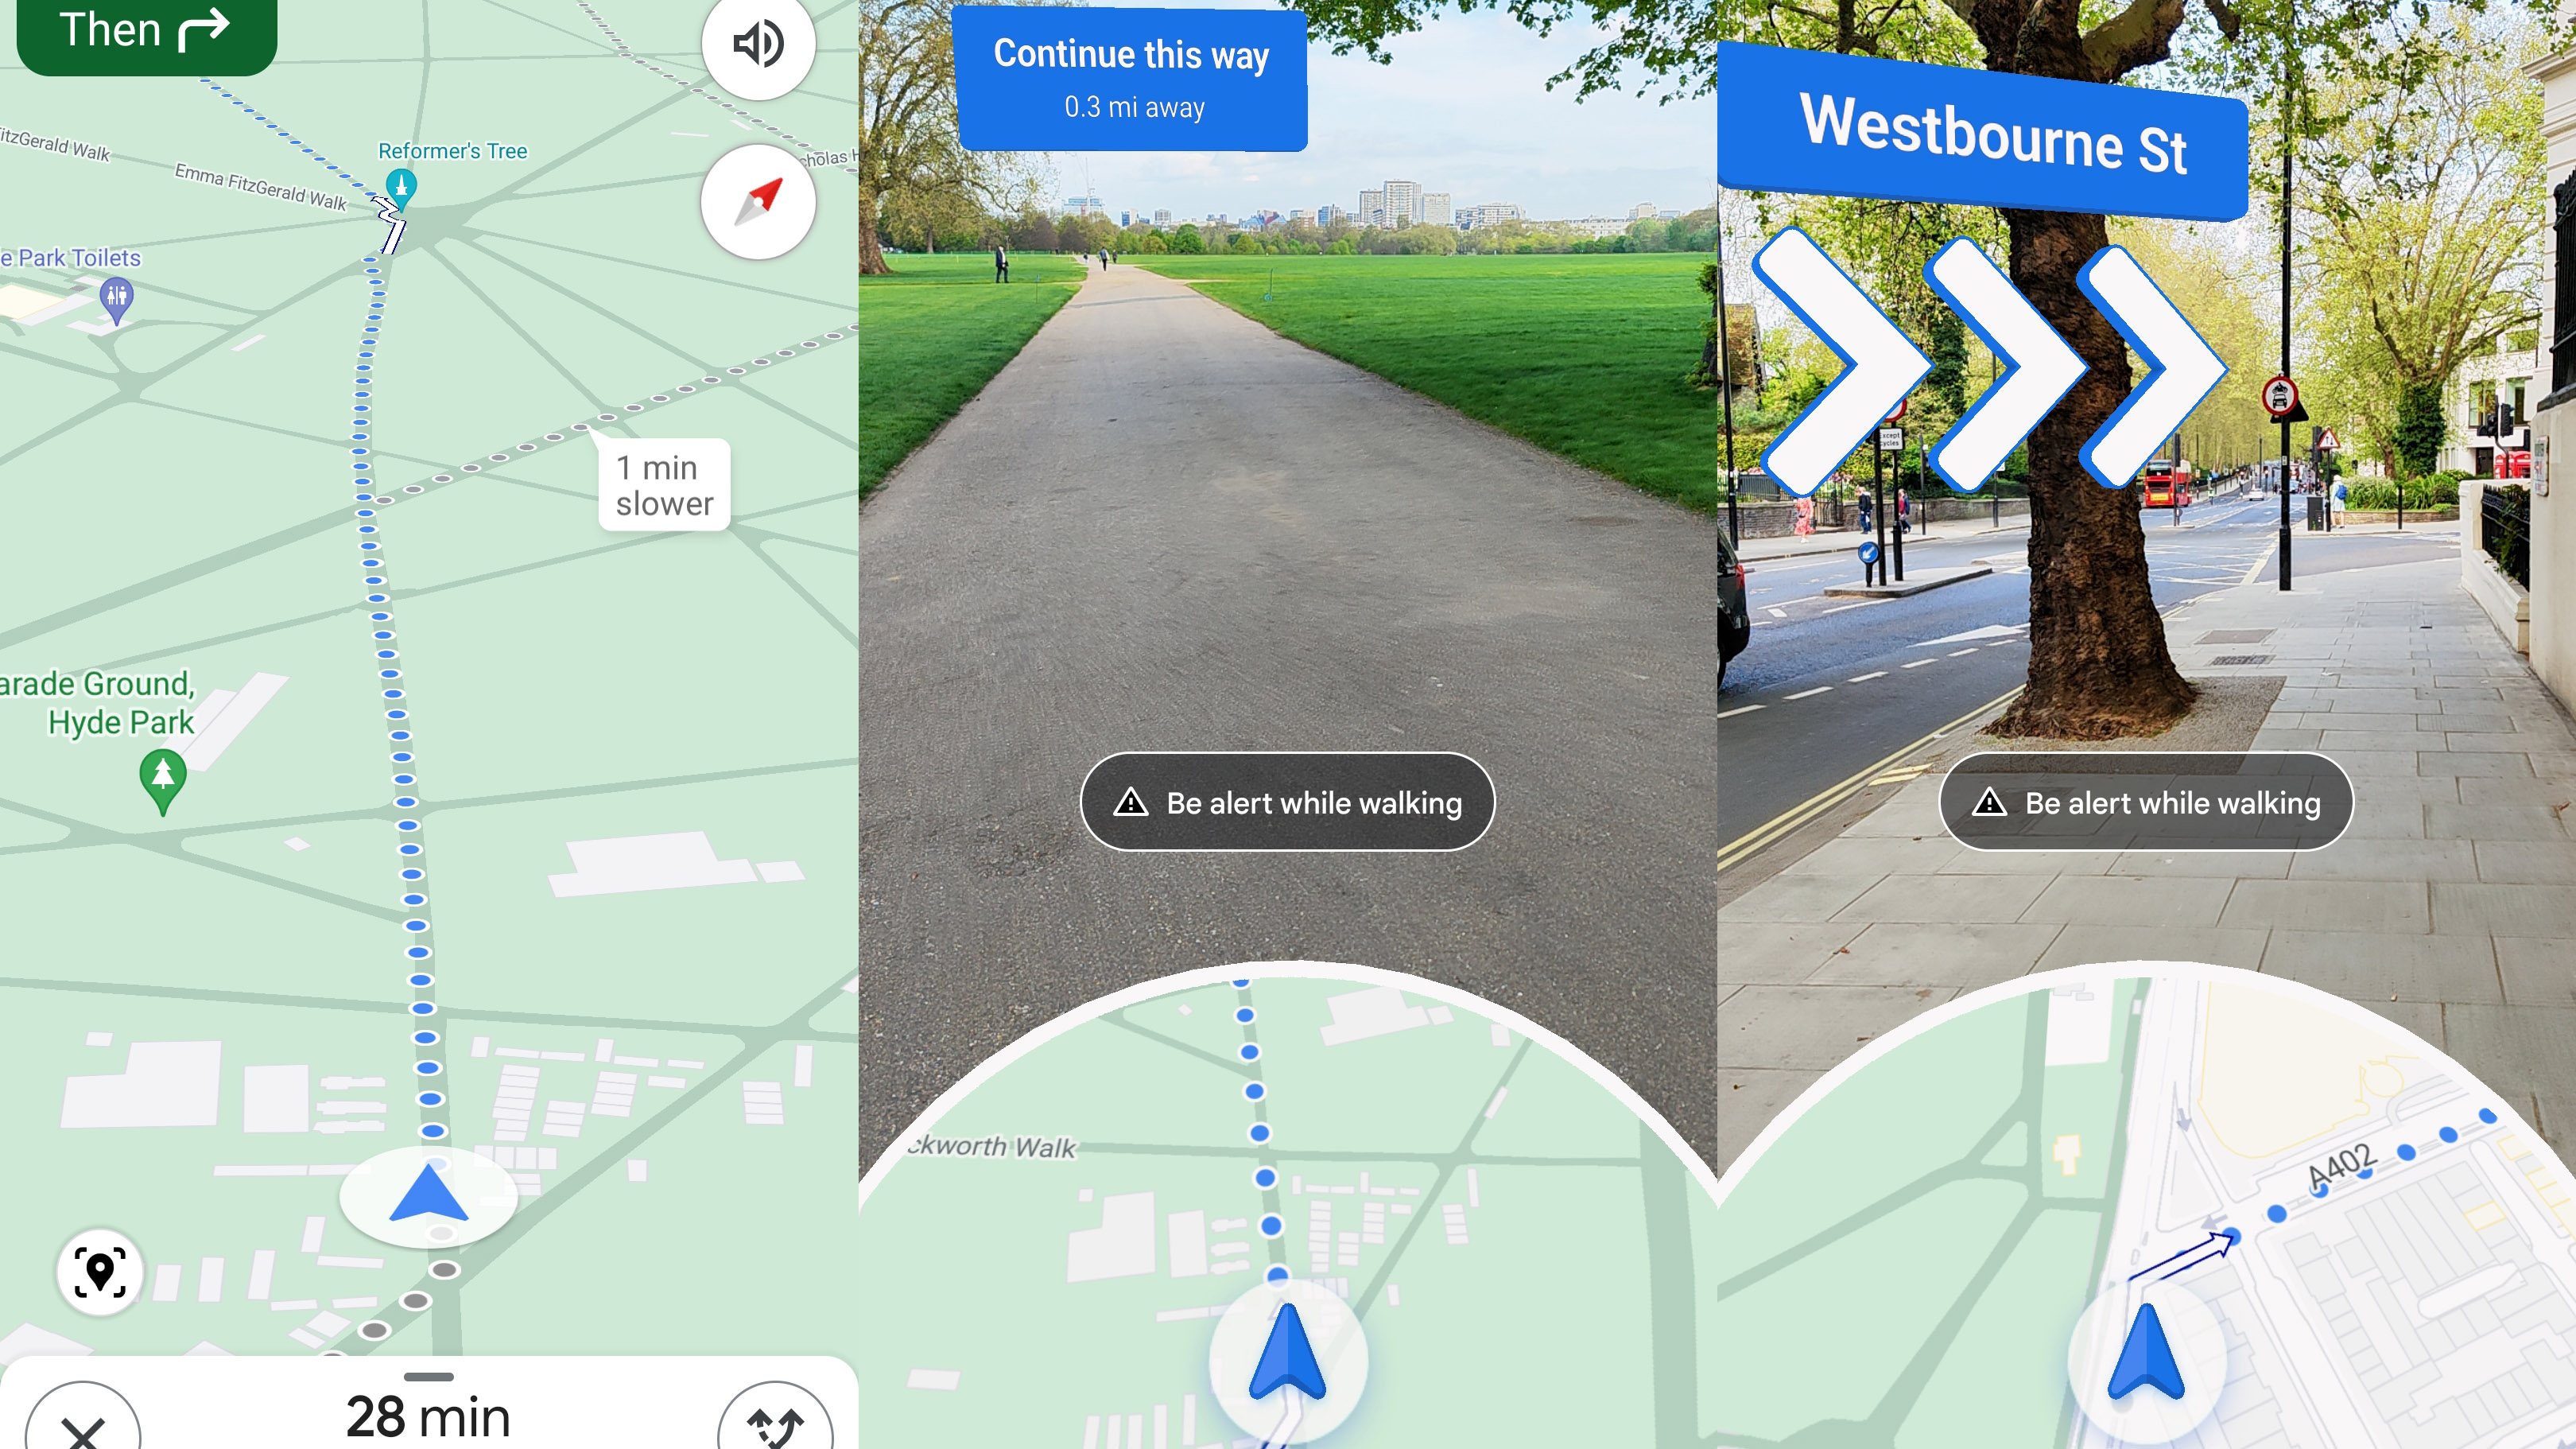 Then
Reformer's Tree
itzGerald Walk
Emma FitzGerald Walk
cholas H
e Park Toilets
1 min
slower
arade Ground,
Hyde Park
28 min
Continue this way
0.3 mi away
Be alert while walking
ckworth Walk
Westbourne St
Except
cycles
Be alert while walking
A402